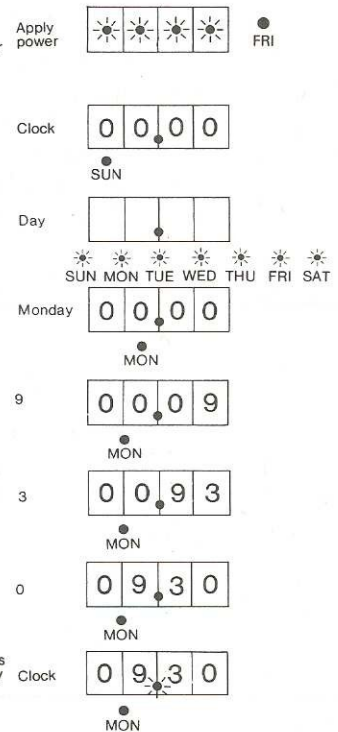 Apply
power
FRI
Clock
0 0 0 0
SUN
Day
SUN MON TUE WED THU FRI SAT
Monday
0 0 0 0
MON
9
0 0 0 9
MON
3
0 0 9 3
MON
0
0 9 3 0
MON
Clock
0 9 3 0
MON